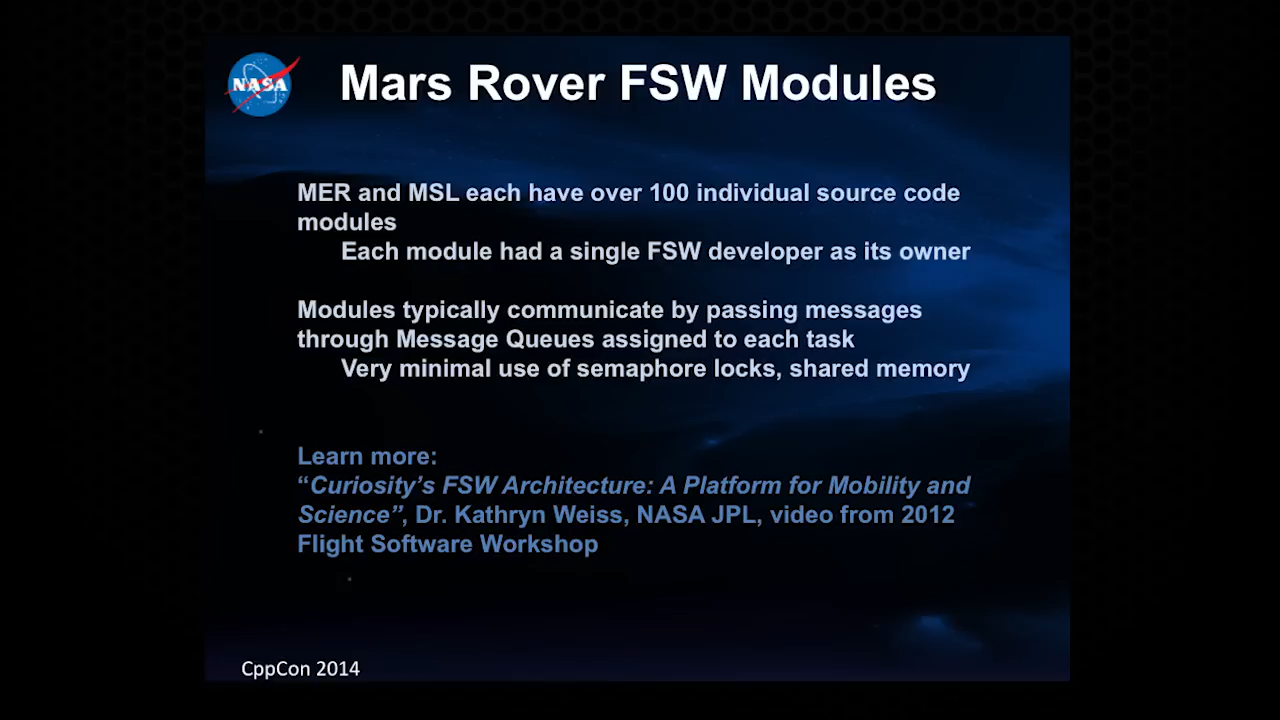 NASA
Mars Rover FSW Modules
MER and MSL each have over 100 individual source code
modules
Each module had a single FSW developer as its owner
Modules typically communicate by passing messages
through Message Queues assigned to each task
Very minimal use of semaphore locks, shared memory
Learn more:
“Curiosity’s FSW Architecture: A Platform for Mobility and
Science”, Dr. Kathryn Weiss, NASA JPL, video from 2012
Flight Software Workshop
CppCon 2014